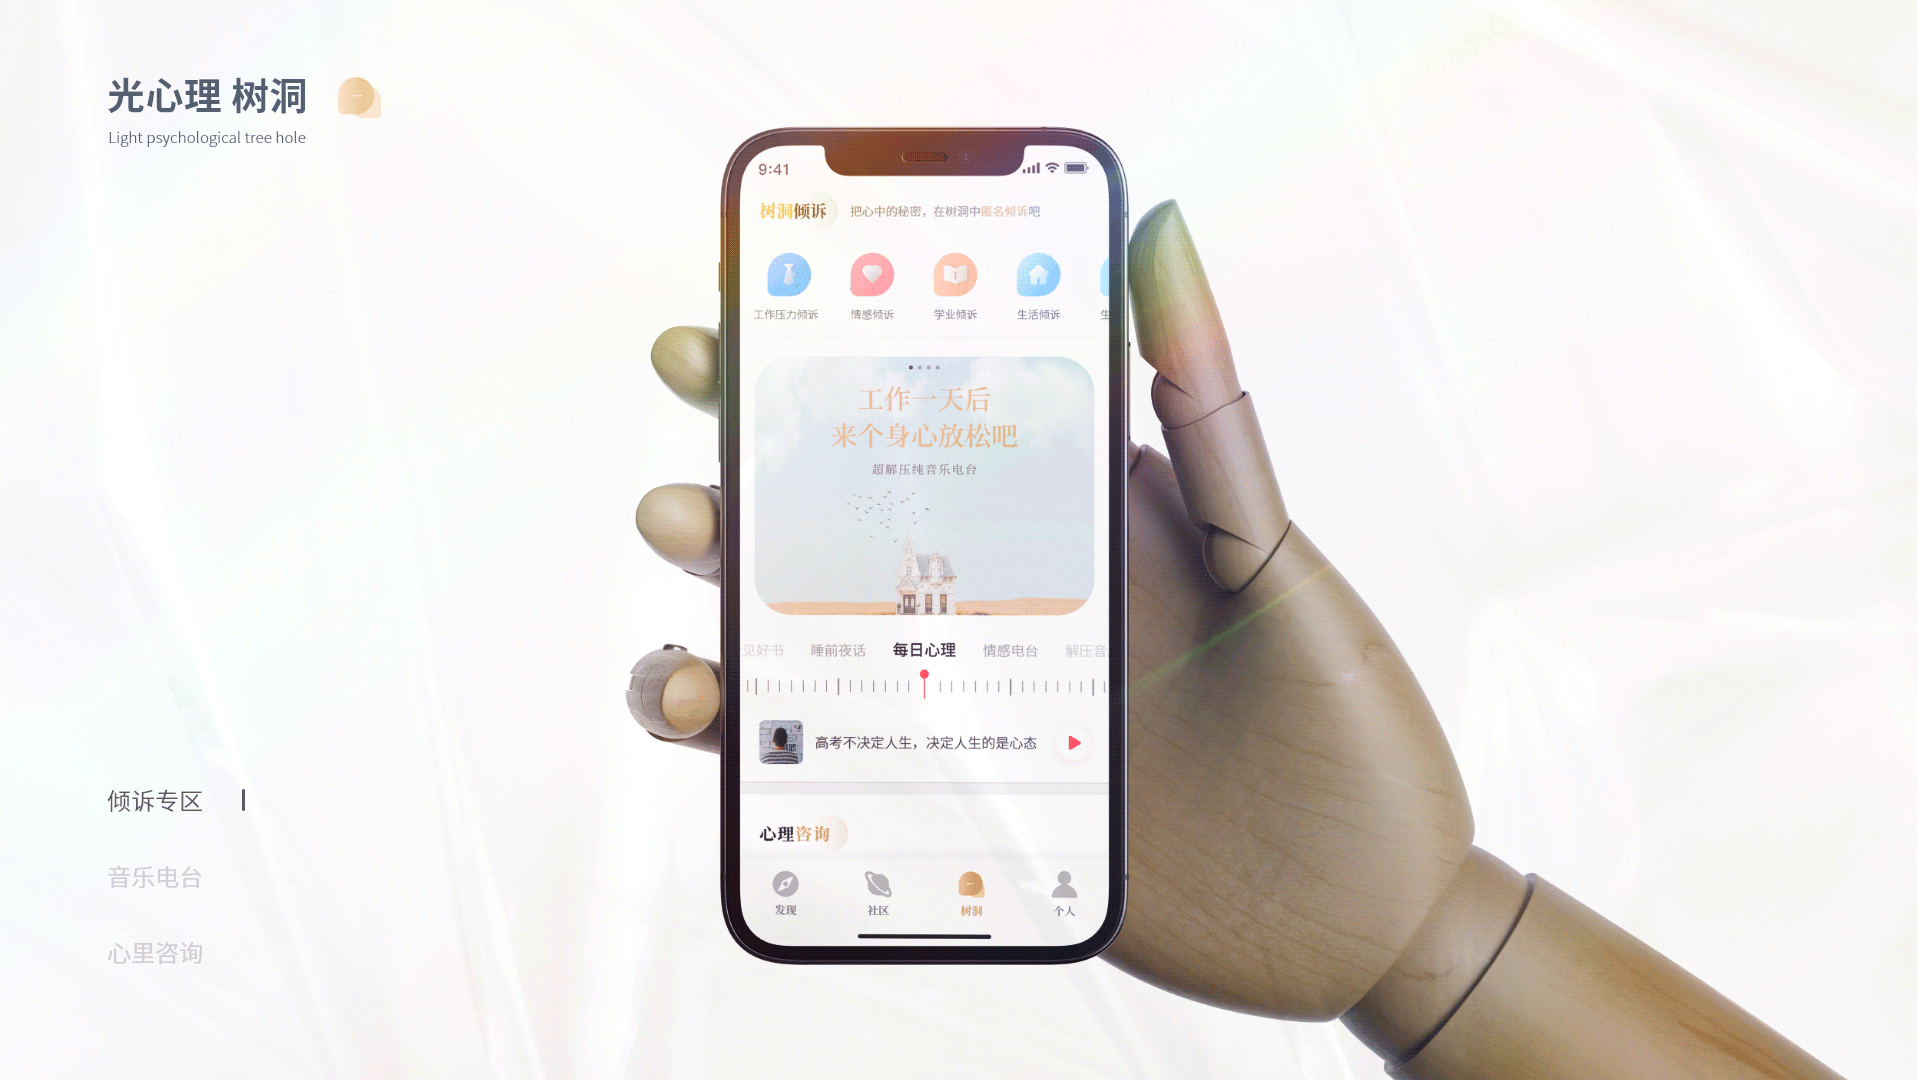 光心理 树洞
Light psychological tree hole
9:41
树洞倾诉
把心中的秘密，在树洞中匿名倾诉吧
工作压力倾诉 情感倾诉 学业倾诉 生活倾诉 生
工作一天后
来个身心放松吧
超解压纯音乐电台
见好书 睡前夜话 每日心理 情感电台 解压音
高考不决定人生，决定人生的是心态
心理咨询
发现 社区 树洞 个人
倾诉专区
音乐电台
心里咨询